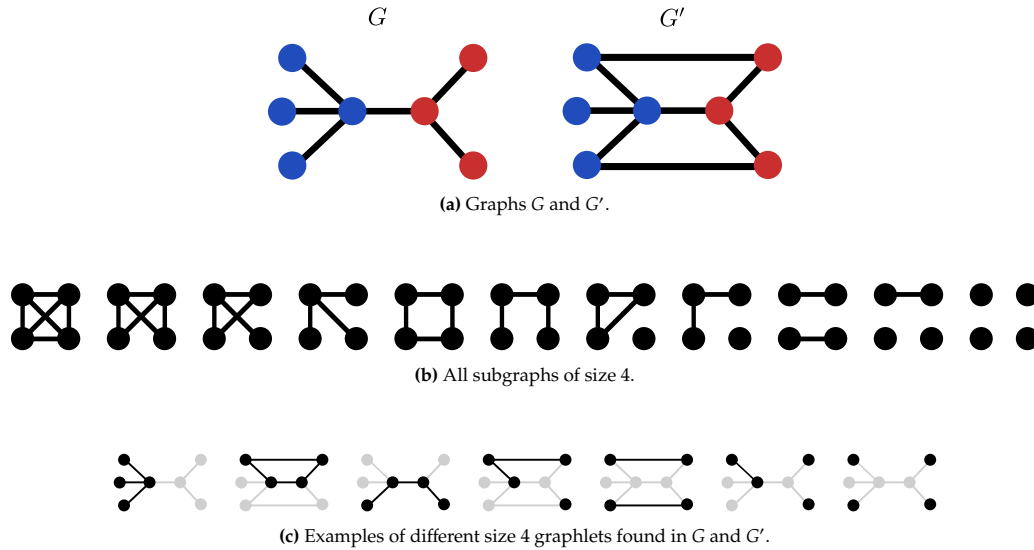 G G′
(a) Graphs G and G′.
(b) All subgraphs of size 4.
(c) Examples of different size 4 graphlets found in G and G′.